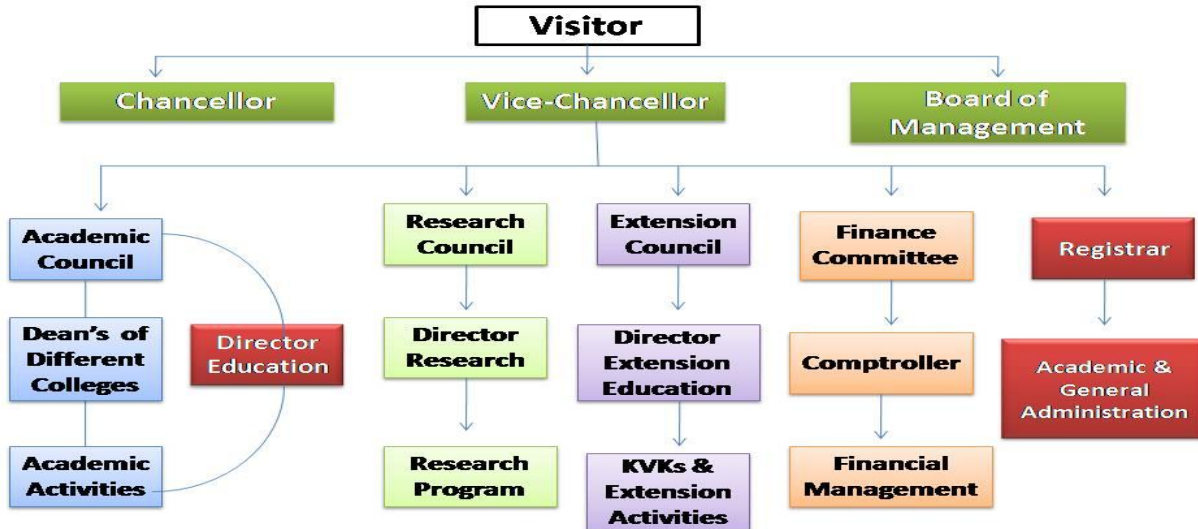 Visitor
Chancellor
Vice-Chancellor
Board of
Management
Academic
Council
Research
Council
Extension
Council
Finance
Committee
Registrar
Dean's of
Different
Colleges
Director
Education
Director
Research
Director
Extension
Education
Comptroller
Academic &
General
Administration
Academic
Activities
Research
Program
KVKs &
Extension
Activities
Financial
Management